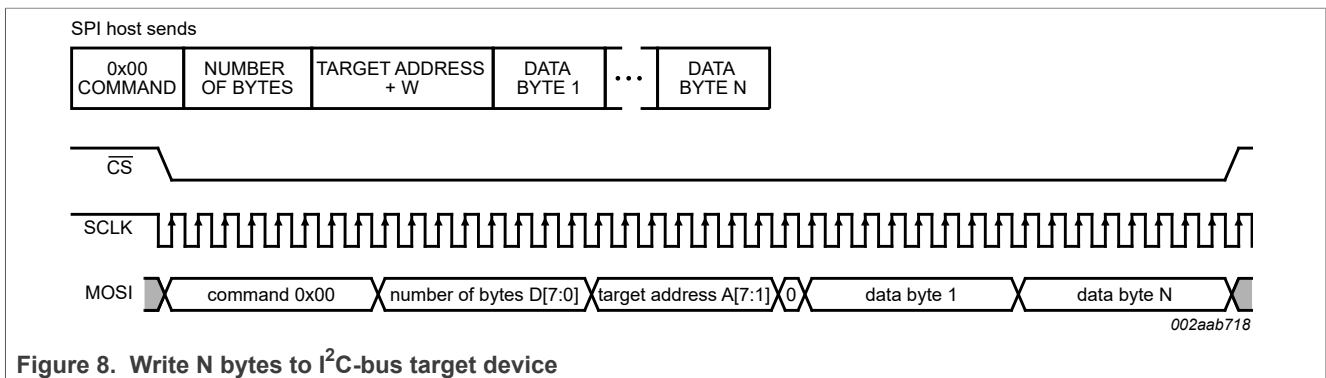 SPI host sends
0x00
COMMAND
NUMBER
OF BYTES
TARGET ADDRESS
+ W
DATA
BYTE 1
...
DATA
BYTE N
CS
SCLK
MOSI
command 0x00
number of bytes D[7:0]
target address A[7:1]
0
data byte 1
data byte N
002aab718
Figure 8. Write N bytes to I²C-bus target device